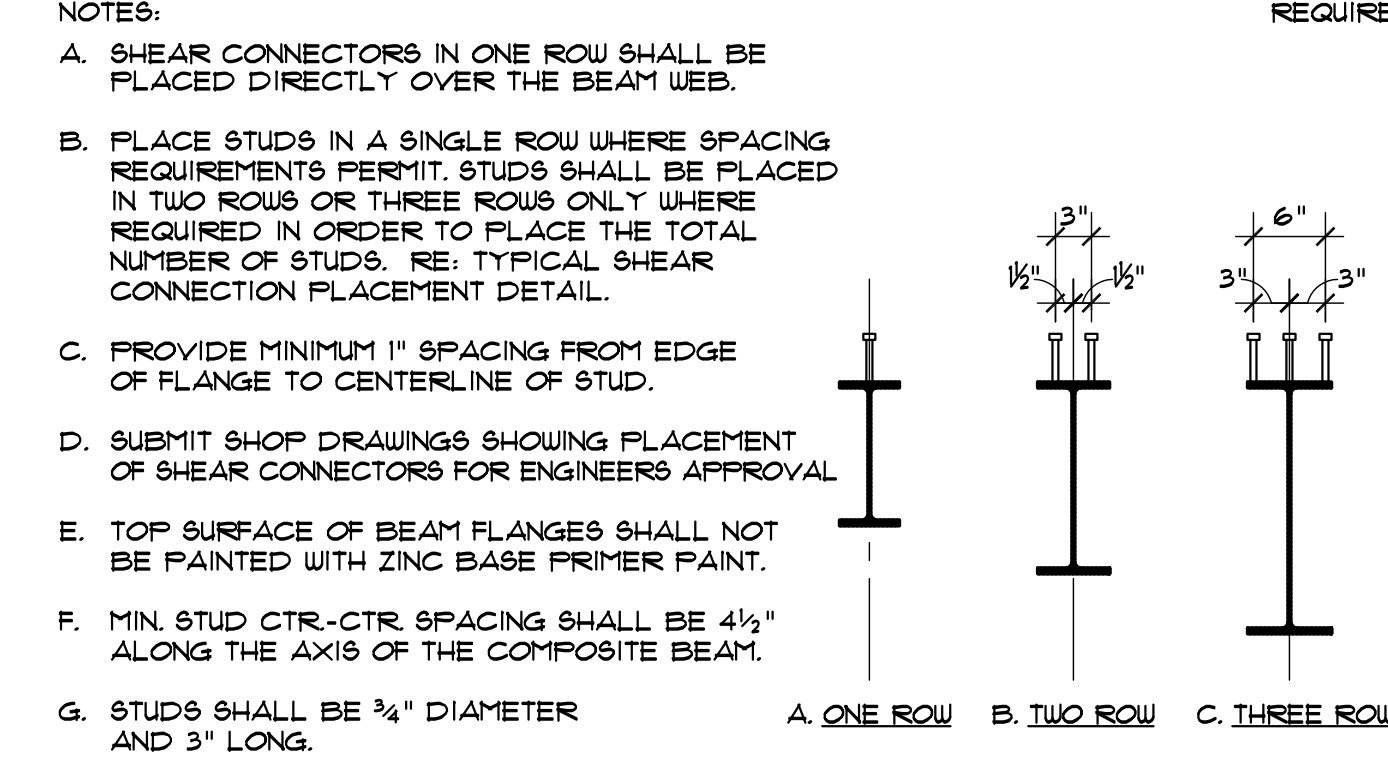 NOTES:
REQUIRE
A. SHEAR CONNECTORS IN ONE ROW SHALL BE
PLACED DIRECTLY OVER THE BEAM WEB.
B. PLACE STUDS IN A SINGLE ROW WHERE SPACING
REQUIREMENTS PERMIT. STUDS SHALL BE PLACED
IN TWO ROWS OR THREE ROWS ONLY WHERE
REQUIRED IN ORDER TO PLACE THE TOTAL
NUMBER OF STUDS. RE: TYPICAL SHEAR
CONNECTION PLACEMENT DETAIL.
C. PROVIDE MINIMUM 1" SPACING FROM EDGE
OF FLANGE TO CENTERLINE OF STUD.
D. SUBMIT SHOP DRAWINGS SHOWING PLACEMENT
OF SHEAR CONNECTORS FOR ENGINEERS APPROVAL
E. TOP SURFACE OF BEAM FLANGES SHALL NOT
BE PAINTED WITH ZINC BASE PRIMER PAINT.
F. MIN. STUD CTR.-CTR. SPACING SHALL BE 4½"
ALONG THE AXIS OF THE COMPOSITE BEAM.
G. STUDS SHALL BE ¾" DIAMETER
AND 3" LONG.
3"
1½" 1½"
6"
3" 3"
A. ONE ROW
B. TWO ROW
C. THREE ROW